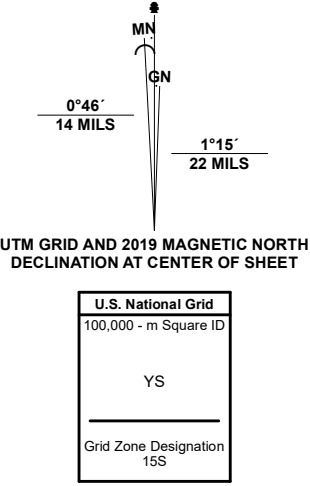 MN
GN
0°46´
14 MILS
1°15´
22 MILS
UTM GRID AND 2019 MAGNETIC NORTH
DECLINATION AT CENTER OF SHEET
U.S. National Grid
100,000 - m Square ID
YS
Grid Zone Designation
15S